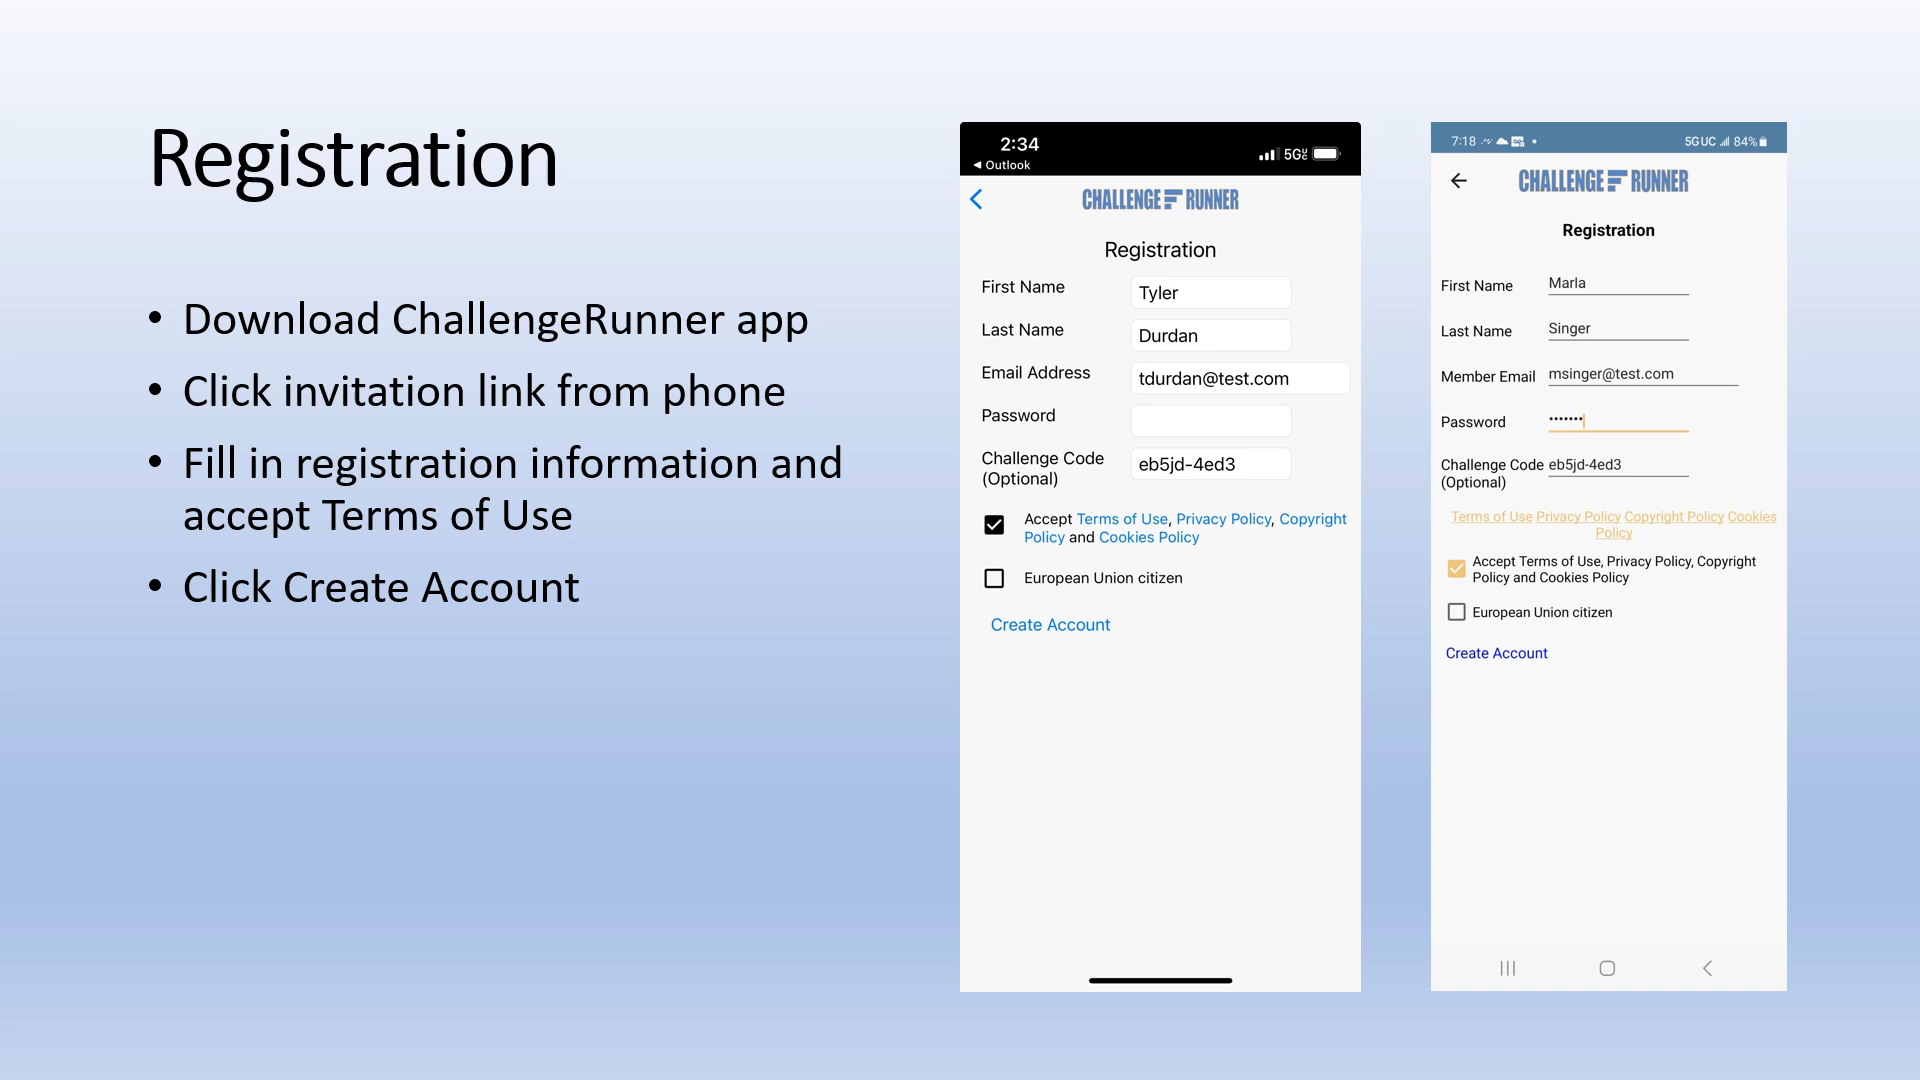 Registration
• Download ChallengeRunner app
• Click invitation link from phone
• Fill in registration information and
accept Terms of Use
• Click Create Account
2:34
◄ Outlook
CHALLENGE RUNNER
Registration
First Name
Tyler
Last Name
Durdan
Email Address
tdurdan@test.com
Password
Challenge Code
(Optional)
eb5jd-4ed3
Accept Terms of Use, Privacy Policy, Copyright
Policy and Cookies Policy
European Union citizen
Create Account
7:18
5G UC 84%
CHALLENGE RUNNER
Registration
First Name
Marla
Last Name
Singer
Member Email
msinger@test.com
Password
•••••••
Challenge Code
(Optional)
eb5jd-4ed3
Terms of Use Privacy Policy Copyright Policy Cookies
Policy
Accept Terms of Use, Privacy Policy, Copyright
Policy and Cookies Policy
European Union citizen
Create Account